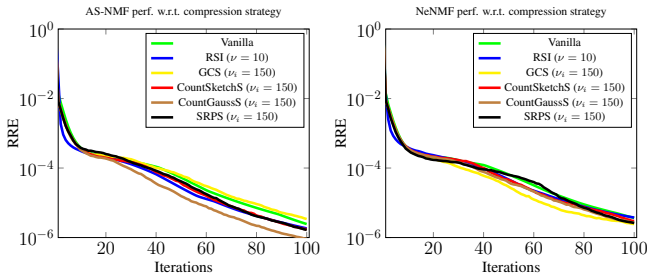 AS-NMF perf. w.r.t. compression strategy
10^0
10^{-2}
10^{-4}
10^{-6}
RRE
Vanilla
RSI (ν = 10)
GCS (ν_i = 150)
CountSketchS (ν_i = 150)
CountGaussS (ν_i = 150)
SRPS (ν_i = 150)
20 40 60 80 100
Iterations
NeNMF perf. w.r.t. compression strategy
10^0
10^{-2}
10^{-4}
10^{-6}
RRE
Vanilla
RSI (ν = 10)
GCS (ν_i = 150)
CountSketchS (ν_i = 150)
CountGaussS (ν_i = 150)
SRPS (ν_i = 150)
20 40 60 80 100
Iterations